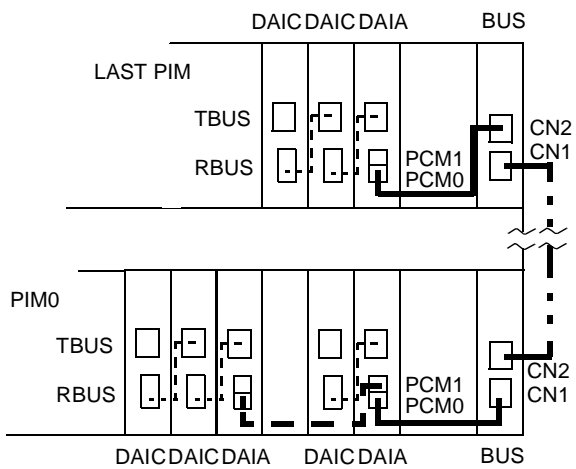 DAIC DAIC DAIA BUS
LAST PIM
TBUS
CN2
CN1
RBUS
PCM1
PCM0
PIM0
TBUS
CN2
CN1
RBUS
PCM1
PCM0
DAIC DAIC DAIA DAIC DAIA BUS